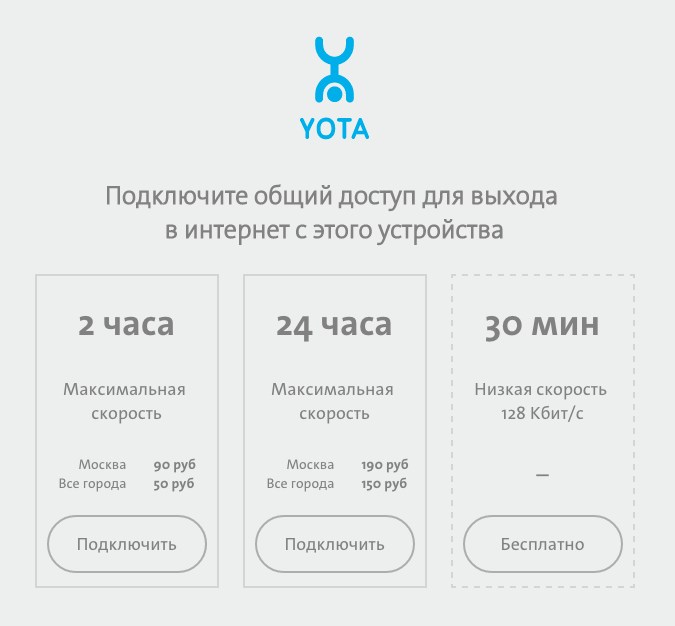 YOTA
Подключите общий доступ для выхода
в интернет с этого устройства
2 часа
Максимальная
скорость
Москва 90 руб
Все города 50 руб
Подключить
24 часа
Максимальная
скорость
Москва 190 руб
Все города 150 руб
Подключить
30 мин
Низкая скорость
128 Кбит/с
–
Бесплатно